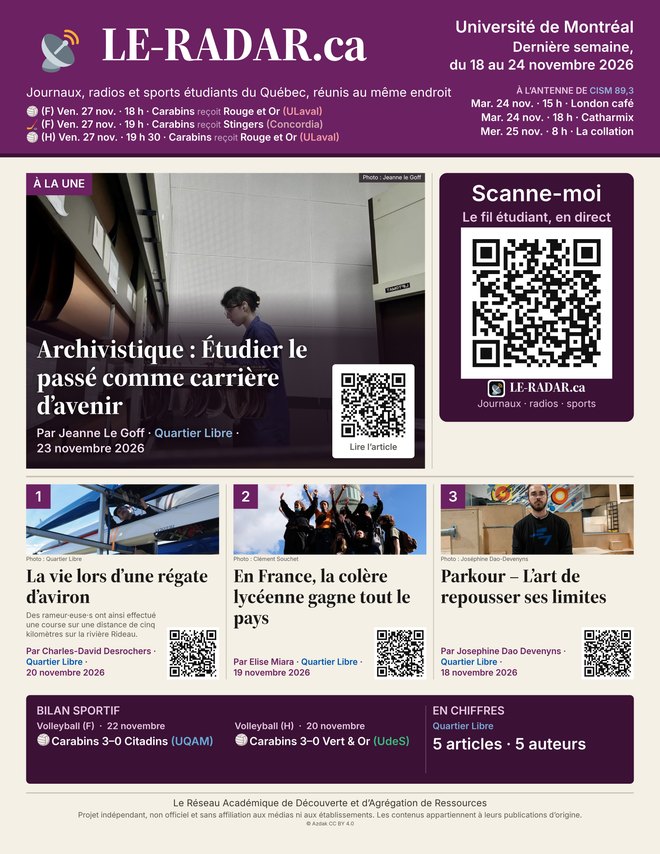 LE-RADAR.ca
Journaux, radios et sports étudiants du Québec, réunis au même endroit
(F) Ven. 27 nov. · 18 h · Carabins reçoit Rouge et Or (ULaval)
(F) Ven. 27 nov. · 19 h · Carabins reçoit Stingers (Concordia)
(H) Ven. 27 nov. · 19 h 30 · Carabins reçoit Rouge et Or (ULaval)
Université de Montréal
Dernière semaine,
du 18 au 24 novembre 2026
À L'ANTENNE DE CISM 89,3
Mar. 24 nov. · 15 h · London café
Mar. 24 nov. · 18 h · Catharmix
Mer. 25 nov. · 8 h · La collation
À LA UNE
Photo : Jeanne le Goff
Archivistique : Étudier le
passé comme carrière
d'avenir
Par Jeanne Le Goff · Quartier Libre ·
23 novembre 2026
Lire l'article
Scanne-moi
Le fil étudiant, en direct
LE-RADAR.ca
Journaux · radios · sports
1
Photo : Quartier Libre
La vie lors d'une régate
d'aviron
Des rameur·euse·s ont ainsi effectué
une course sur une distance de cinq
kilomètres sur la rivière Rideau.
Par Charles-David Desrochers ·
Quartier Libre ·
20 novembre 2026
2
Photo : Clément Souchet
En France, la colère
lycéenne gagne tout le
pays
Par Elise Miara · Quartier Libre ·
19 novembre 2026
3
Photo : Joséphine Dao-Devenyns
Parkour – L'art de
repousser ses limites
Par Josephine Dao Devenyns ·
Quartier Libre ·
18 novembre 2026
BILAN SPORTIF
Volleyball (F) · 22 novembre
Carabins 3–0 Citadins (UQAM)
Volleyball (H) · 20 novembre
Carabins 3–0 Vert & Or (UdeS)
EN CHIFFRES
Quartier Libre
5 articles · 5 auteurs
Le Réseau Académique de Découverte et d'Agrégation de Ressources
Projet indépendant, non officiel et sans affiliation aux médias ni aux établissements. Les contenus appartiennent à leurs publications d'origine.
© Azdak CC BY 4.0